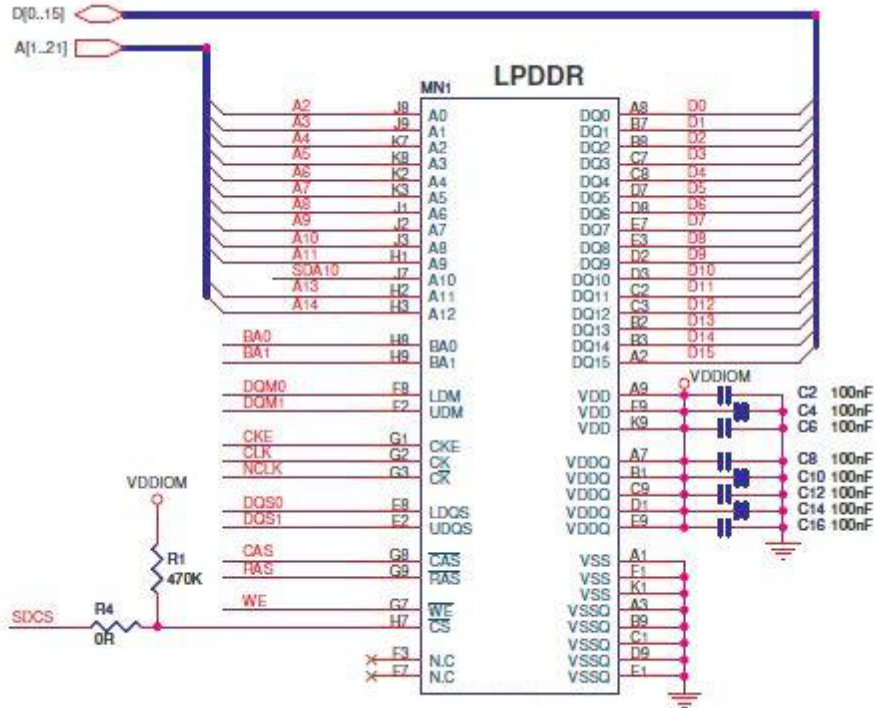 D[0..15]
A[1..21]
LPDDR
MN1
A2 J8 A0 DQ0 A8 D0
A3 J9 A1 DQ1 B7 D1
A4 K7 A2 DQ2 B8 D2
A5 K8 A3 DQ3 C7 D3
A6 K2 A4 DQ4 C8 D4
A7 K3 A5 DQ5 D7 D5
A8 J1 A6 DQ6 D8 D6
A9 J2 A7 DQ7 E7 D7
A10 J3 A8 DQ8 E3 D8
A11 H1 A9 DQ9 D2 D9
SDA10 J7 A10 DQ10 D3 D10
A13 H2 A11 DQ11 C2 D11
A14 H3 A12 DQ12 C3 D12
DQ13 B2 D13
BA0 H8 BA0 DQ14 B3 D14
BA1 H9 BA1 DQ15 A2 D15
VDDIOM
DQM0 F8 LDM VDD A9 C2 100nF
DQM1 F2 UDM VDD F9 C4 100nF
VDD K9 C6 100nF
CKE G1 CKE
CLK G2 CK VDDQ A7 C8 100nF
NCLK G3 CK VDDQ B1 C10 100nF
VDDIOM
VDDQ C9 C12 100nF
DQS0 E8 LDQS VDDQ D1 C14 100nF
DQS1 E2 UDQS VDDQ E9 C16 100nF
R1
470K
CAS G8 CAS VSS A1
RAS G9 RAS VSS F1
VSS K1
WE G7 WE VSSQ A3
SDCS R4 0R H7 CS VSSQ B9
VSSQ C1
F3 N.C VSSQ D9
F7 N.C VSSQ E1